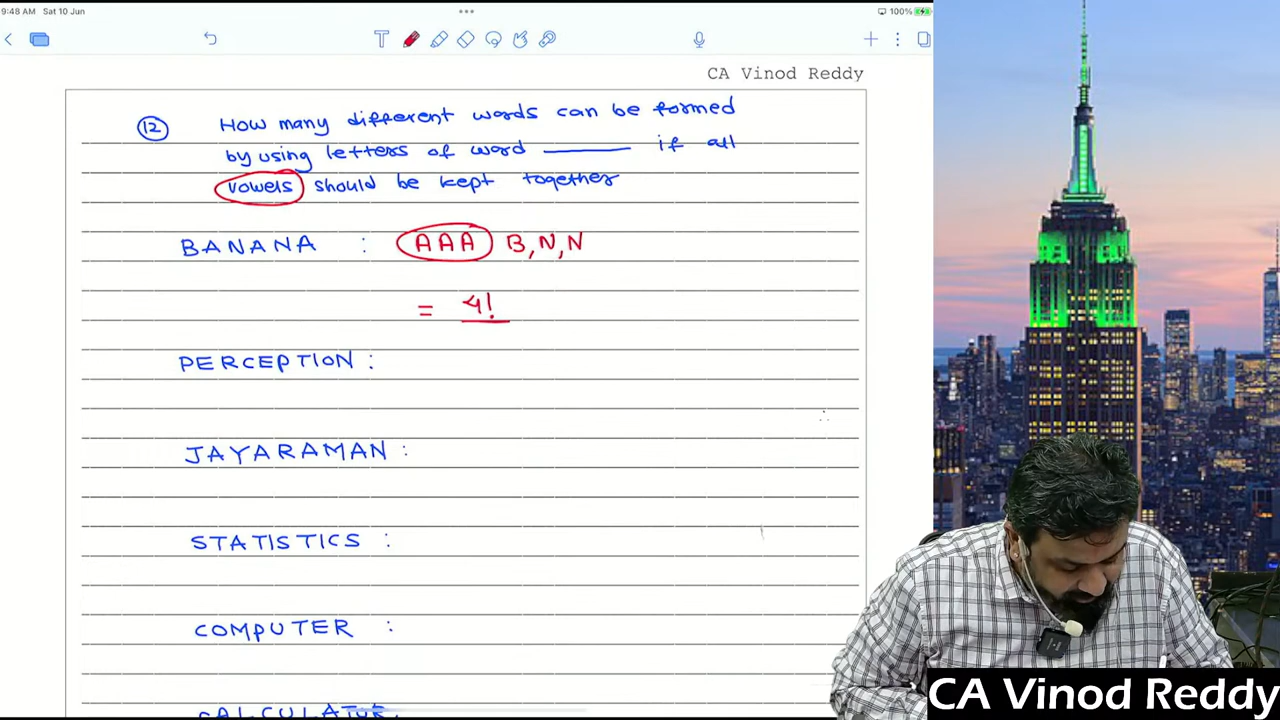 9:48 AM Sat 10 Jun
100%
CA Vinod Reddy
12 How many different words can be formed
by using letters of word ______ if all
vowels should be kept together
BANANA : AAA B, N, N
= 4!
PERCEPTION :
JAYARAMAN :
STATISTICS :
COMPUTER :
CALCULATOR :
CA Vinod Reddy